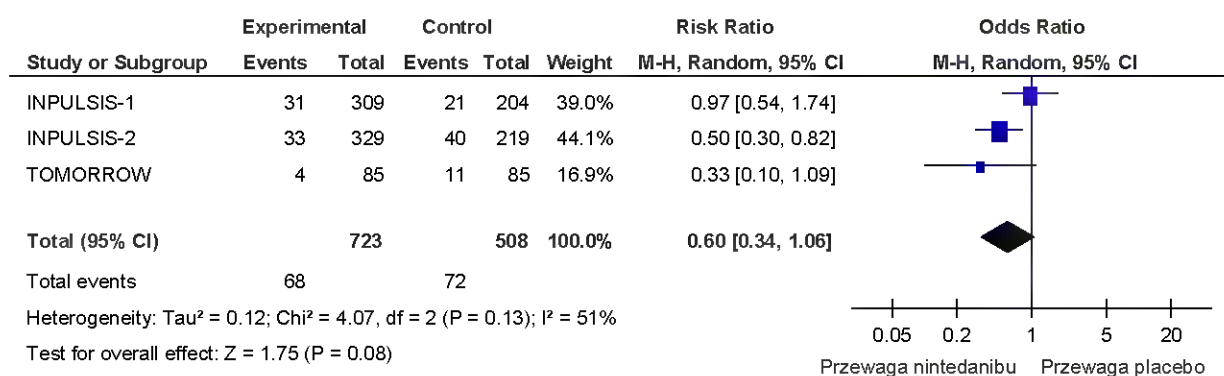 Experimental Control Risk Ratio Odds Ratio
Study or Subgroup Events Total Events Total Weight M-H, Random, 95% CI M-H, Random, 95% CI
INPULSIS-1 31 309 21 204 39.0% 0.97 [0.54, 1.74]
INPULSIS-2 33 329 40 219 44.1% 0.50 [0.30, 0.82]
TOMORROW 4 85 11 85 16.9% 0.33 [0.10, 1.09]
Total (95% CI) 723 508 100.0% 0.60 [0.34, 1.06]
Total events 68 72
Heterogeneity: Tau² = 0.12; Chi² = 4.07, df = 2 (P = 0.13); I² = 51%
Test for overall effect: Z = 1.75 (P = 0.08)
0.05 0.2 1 5 20
Przewaga nintedanibu Przewaga placebo